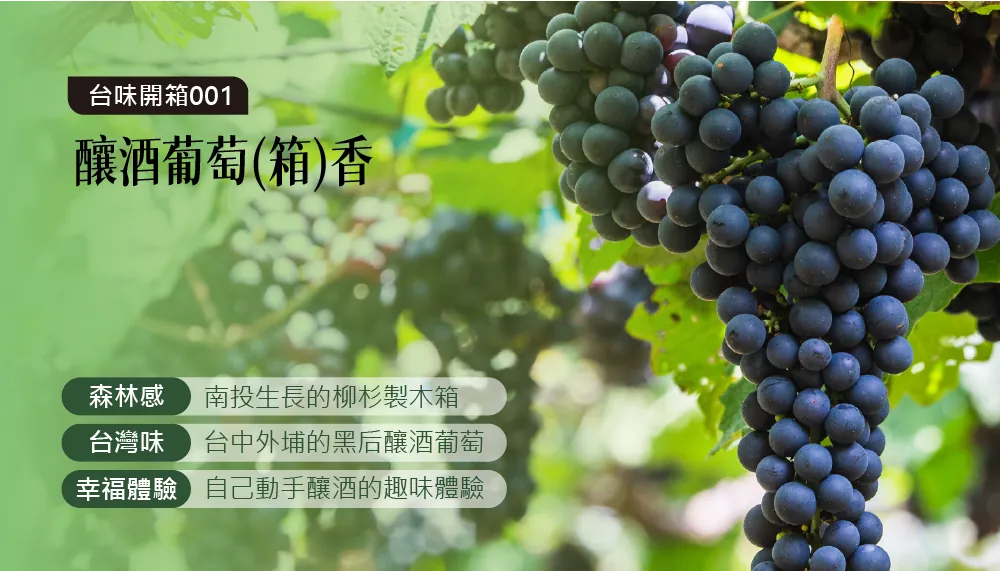 台味開箱001
釀酒葡萄(箱)香
森林感 南投生長的柳杉製木箱
台灣味 台中外埔的黑后釀酒葡萄
幸福體驗 自己動手釀酒的趣味體驗